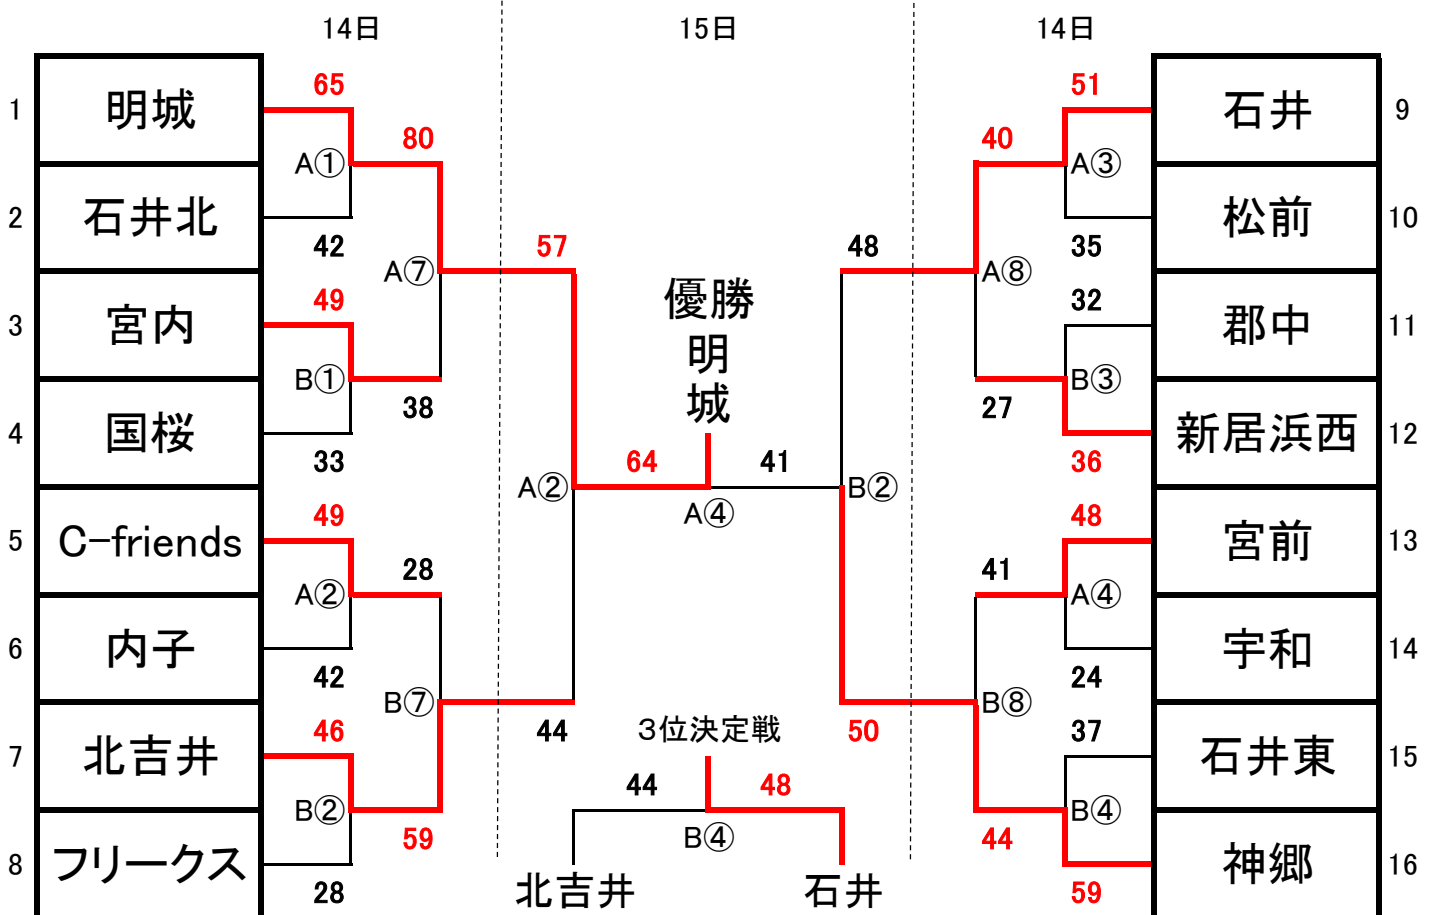 14日 15日 14日
65 51
1 明城 石井 9
80 40
A① A③
2 石井北 松前 10
42 57 48 35
A⑦ A⑧
49 優勝 32
3 宮内 明 郡中 11
B① B③
城
38 27
4 国桜 新居浜西 12
33 64 41 36
A② B②
49 A④ 48
5 C-friends 宮前 13
28 41
A② A④
6 内子 宇和 14
42 24
B⑦ B⑧
46 44 3位決定戦 50 37
7 北吉井 石井東 15
44 48
B② B④ B④
59 44
8 フリークス 神郷 16
28 北吉井 石井 59